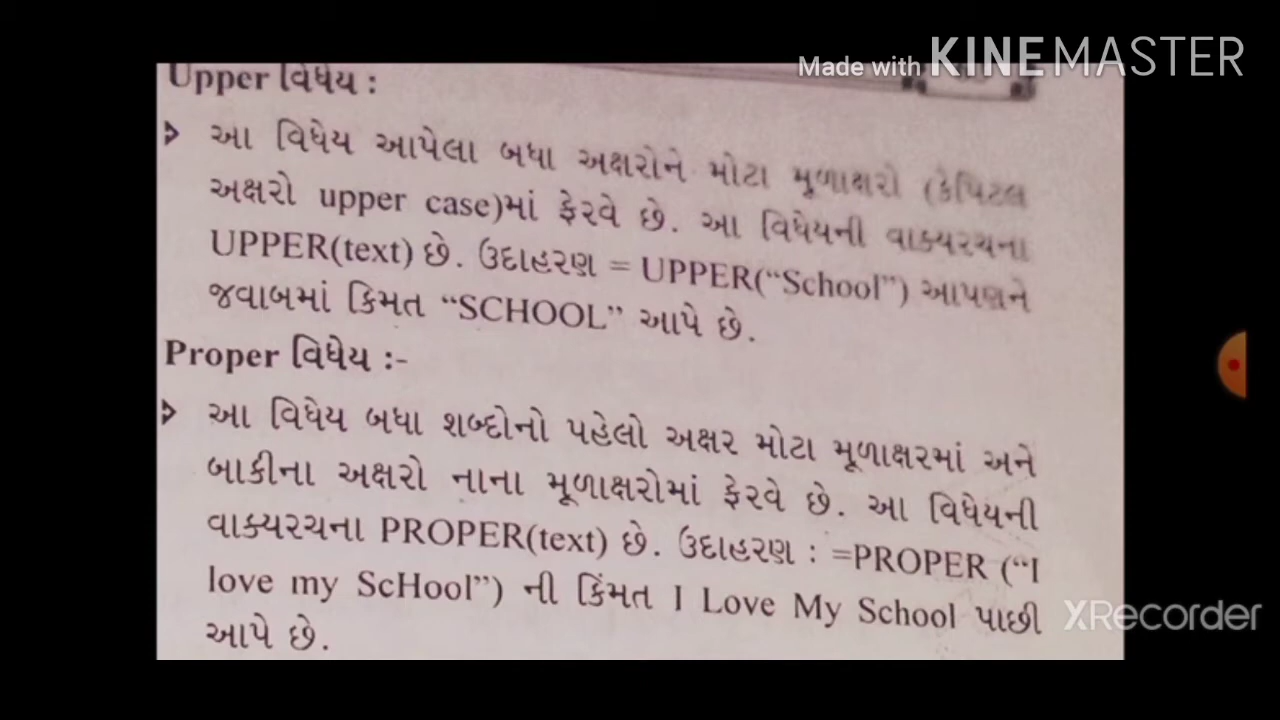 Made with KINEMASTER
Upper વિધેય :
આ વિધેય આપેલા બધા અક્ષરોને મોટા મૂળાક્ષરો (કેપિટલ
અક્ષરો upper case)માં ફેરવે છે. આ વિધેયની વાક્યરચના
UPPER(text) છે. ઉદાહરણ = UPPER(“School”) આપણને
જવાબમાં કિમત “SCHOOL” આપે છે.
Proper વિધેય :-
આ વિધેય બધા શબ્દોનો પહેલો અક્ષર મોટા મૂળાક્ષરમાં અને
બાકીના અક્ષરો નાના મૂળાક્ષરોમાં ફેરવે છે. આ વિધેયની
વાક્યરચના PROPER(text) છે. ઉદાહરણ : =PROPER (“I
love my ScHool”) ની કિંમત I Love My School પાછી
આપે છે.
XRecorder